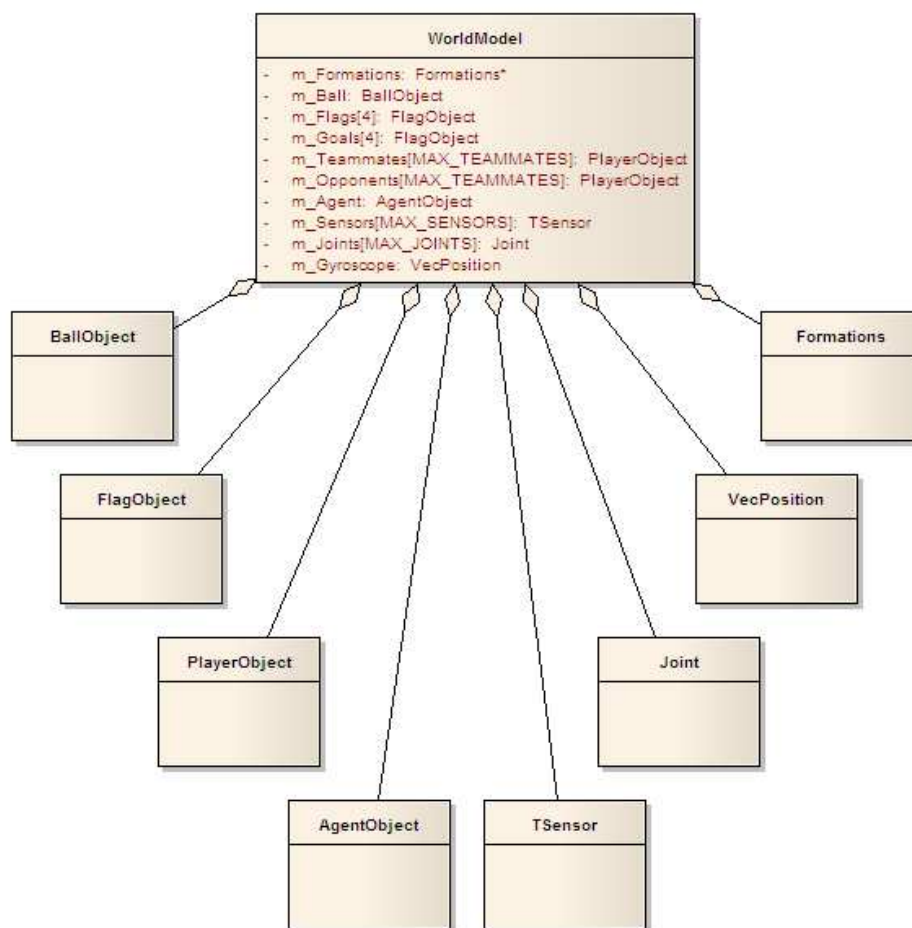 WorldModel
- m_Formations: Formations*
- m_Ball: BallObject
- m_Flags[4]: FlagObject
- m_Goals[4]: FlagObject
- m_Teammates[MAX_TEAMMATES]: PlayerObject
- m_Opponents[MAX_TEAMMATES]: PlayerObject
- m_Agent: AgentObject
- m_Sensors[MAX_SENSORS]: TSensor
- m_Joints[MAX_JOINTS]: Joint
- m_Gyroscope: VecPosition
BallObject
Formations
FlagObject
VecPosition
PlayerObject
Joint
AgentObject
TSensor